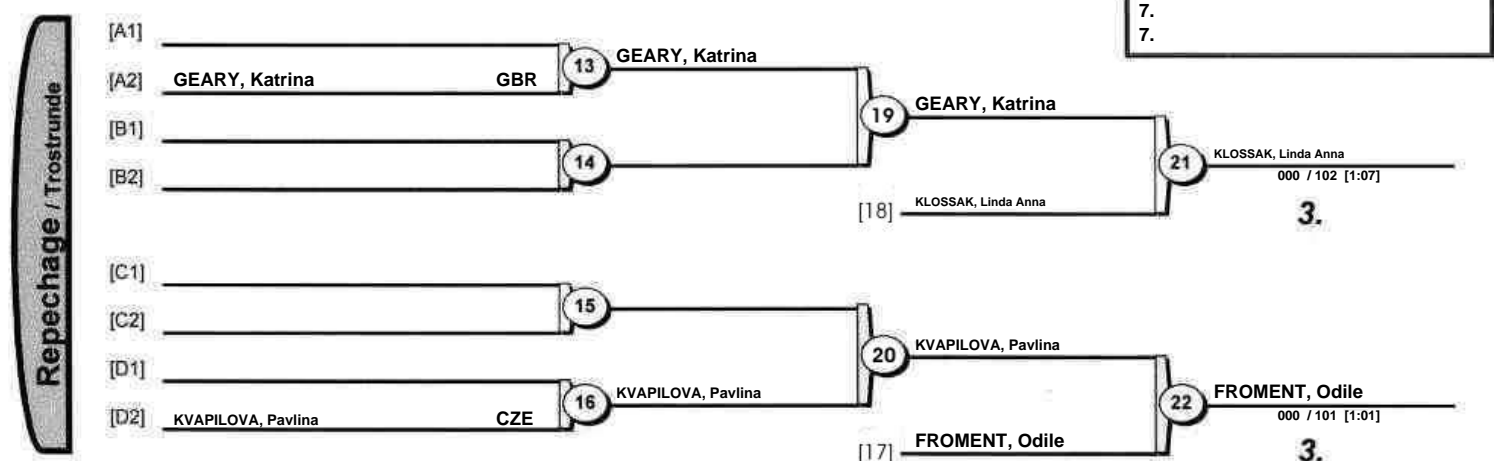 7.
7.
Repechage / Trostrunde
[A1]
[A2] GEARY, Katrina GBR
[B1]
[B2]
13
14
GEARY, Katrina
19
GEARY, Katrina
[18] KLOSSAK, Linda Anna
21
KLOSSAK, Linda Anna
000 / 102 [1:07]
3.
[C1]
[C2]
[D1]
[D2] KVAPILOVA, Pavlina CZE
15
16
KVAPILOVA, Pavlina
20
KVAPILOVA, Pavlina
[17] FROMENT, Odile
22
FROMENT, Odile
000 / 101 [1:01]
3.